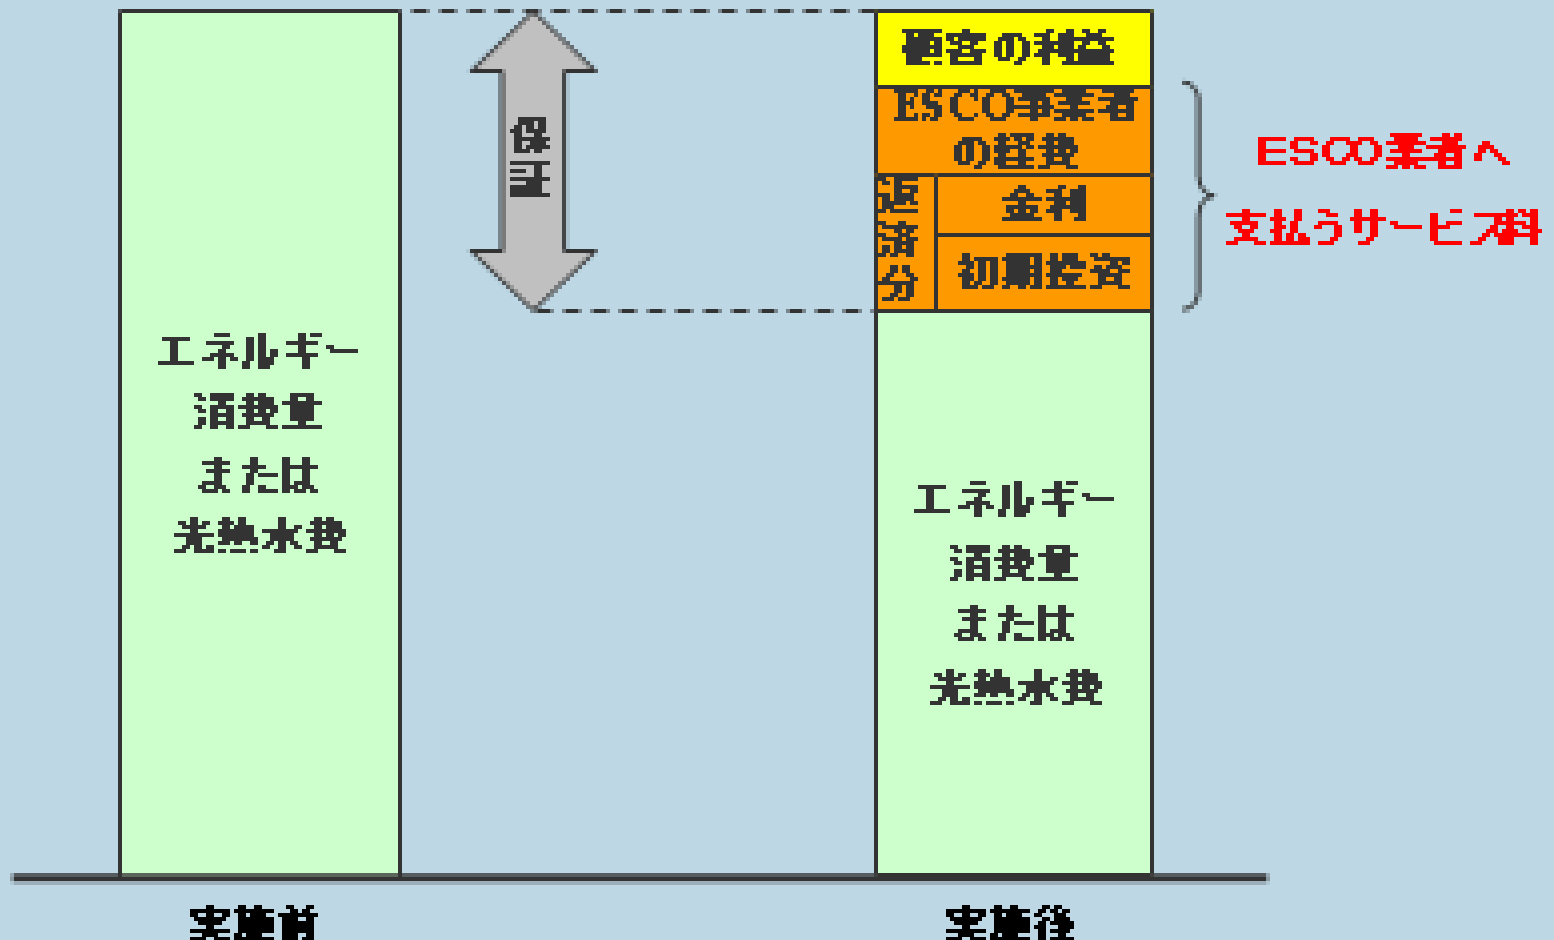 顧客の利益
ESCO事業者
の経費
返
済
分
金利
初期投資
ESCO業者へ
支払うサービス料
保証
エネルギー
消費量
または
光熱水費
エネルギー
消費量
または
光熱水費
実施前
実施後